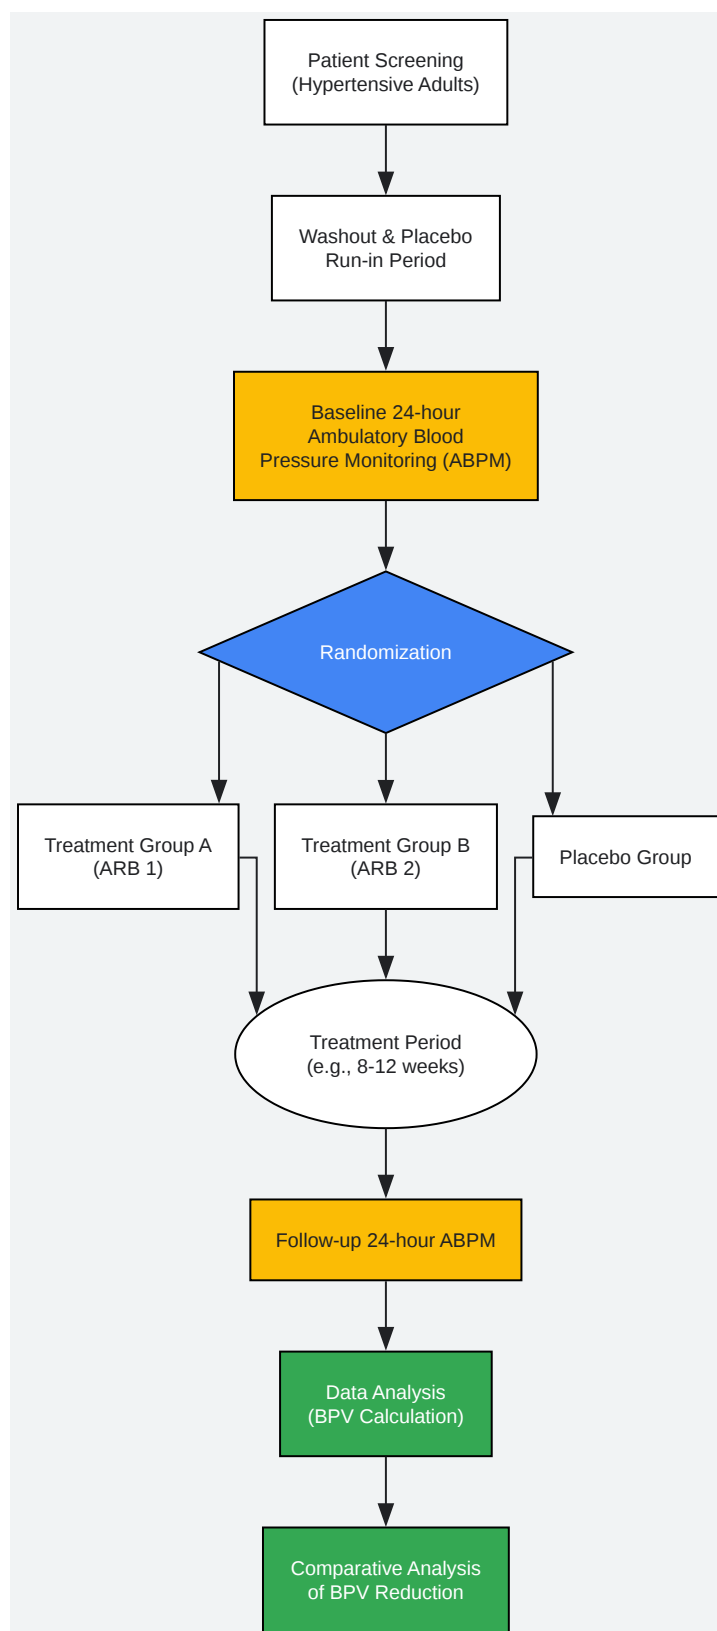 Patient Screening
(Hypertensive Adults)
Washout & Placebo
Run-in Period
Baseline 24-hour
Ambulatory Blood
Pressure Monitoring (ABPM)
Randomization
Treatment Group A
(ARB 1)
Treatment Group B
(ARB 2)
Placebo Group
Treatment Period
(e.g., 8-12 weeks)
Follow-up 24-hour ABPM
Data Analysis
(BPV Calculation)
Comparative Analysis
of BPV Reduction